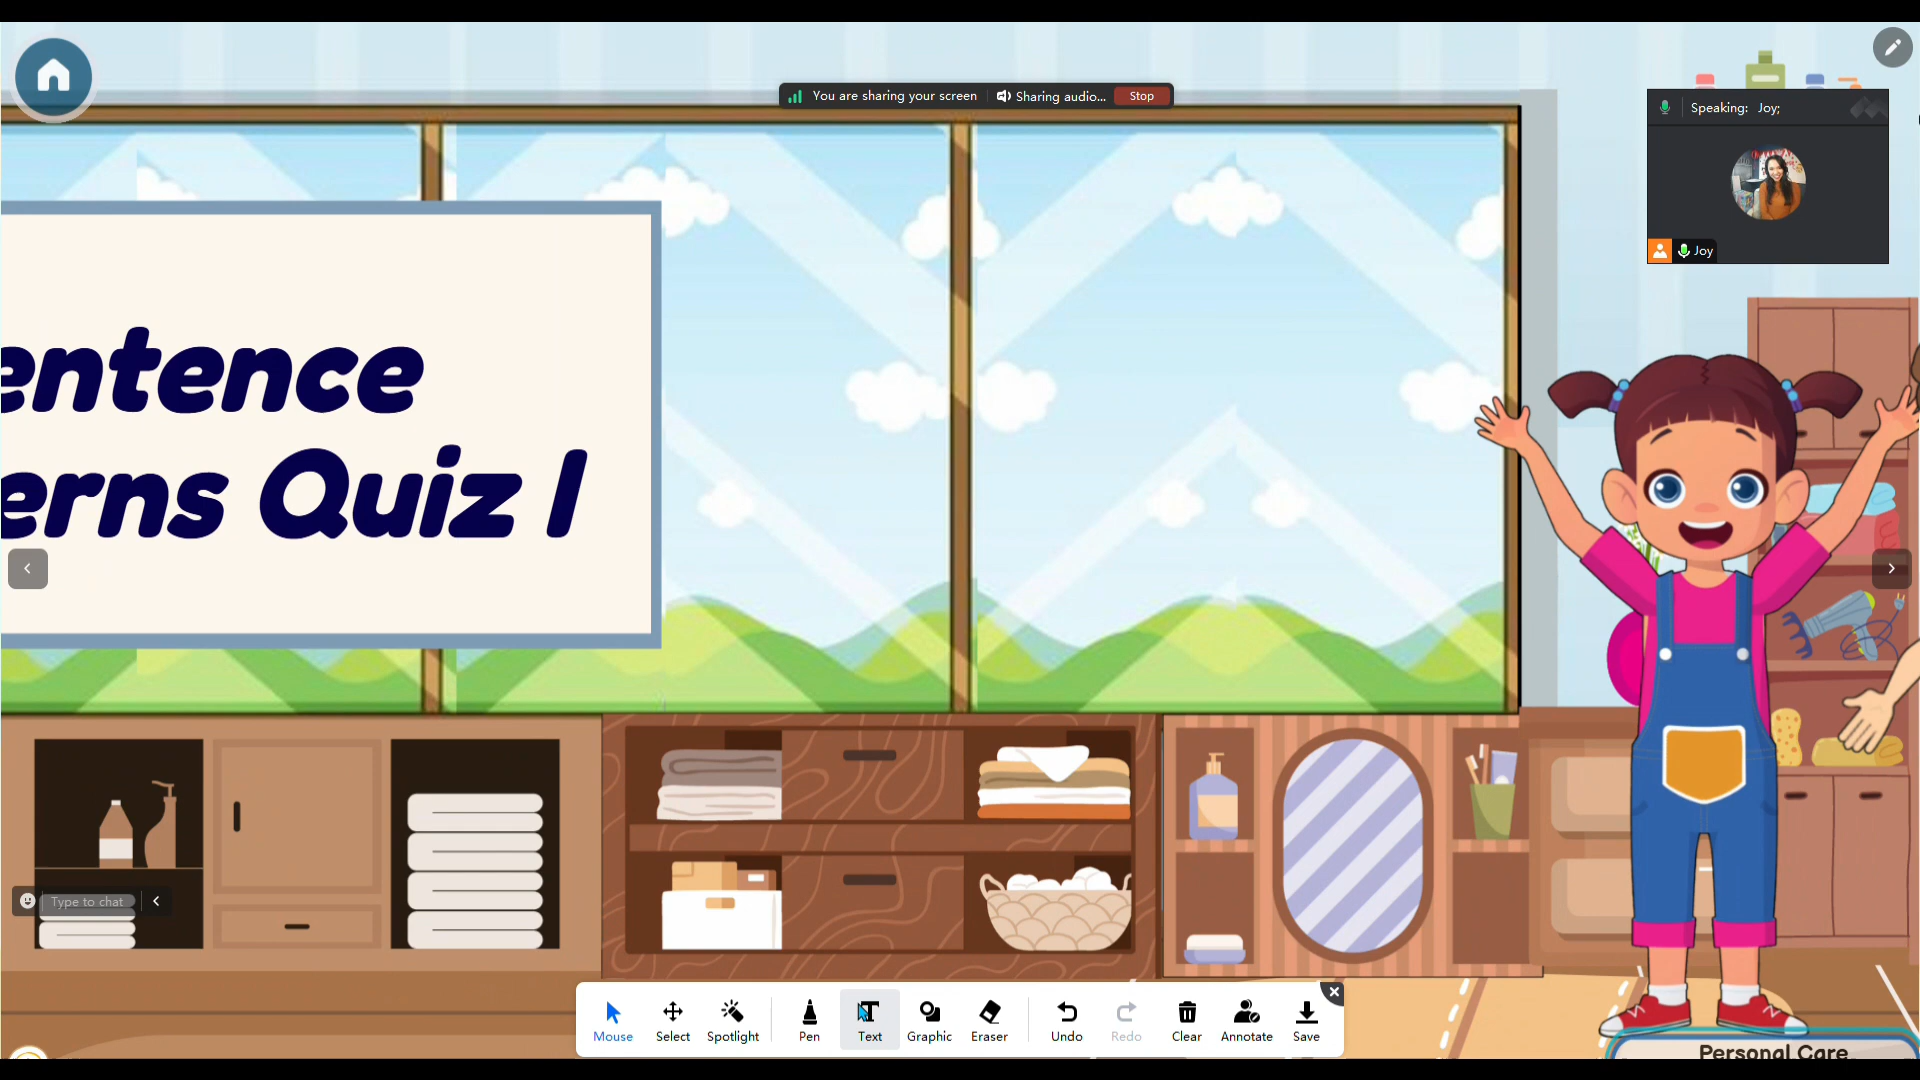 You are sharing your screen Sharing audio... Stop
Speaking: Joy;
Joy
entence
erns Quiz I
Type to chat
Mouse Select Spotlight Pen Text Graphic Eraser Undo Redo Clear Annotate Save
Personal Care